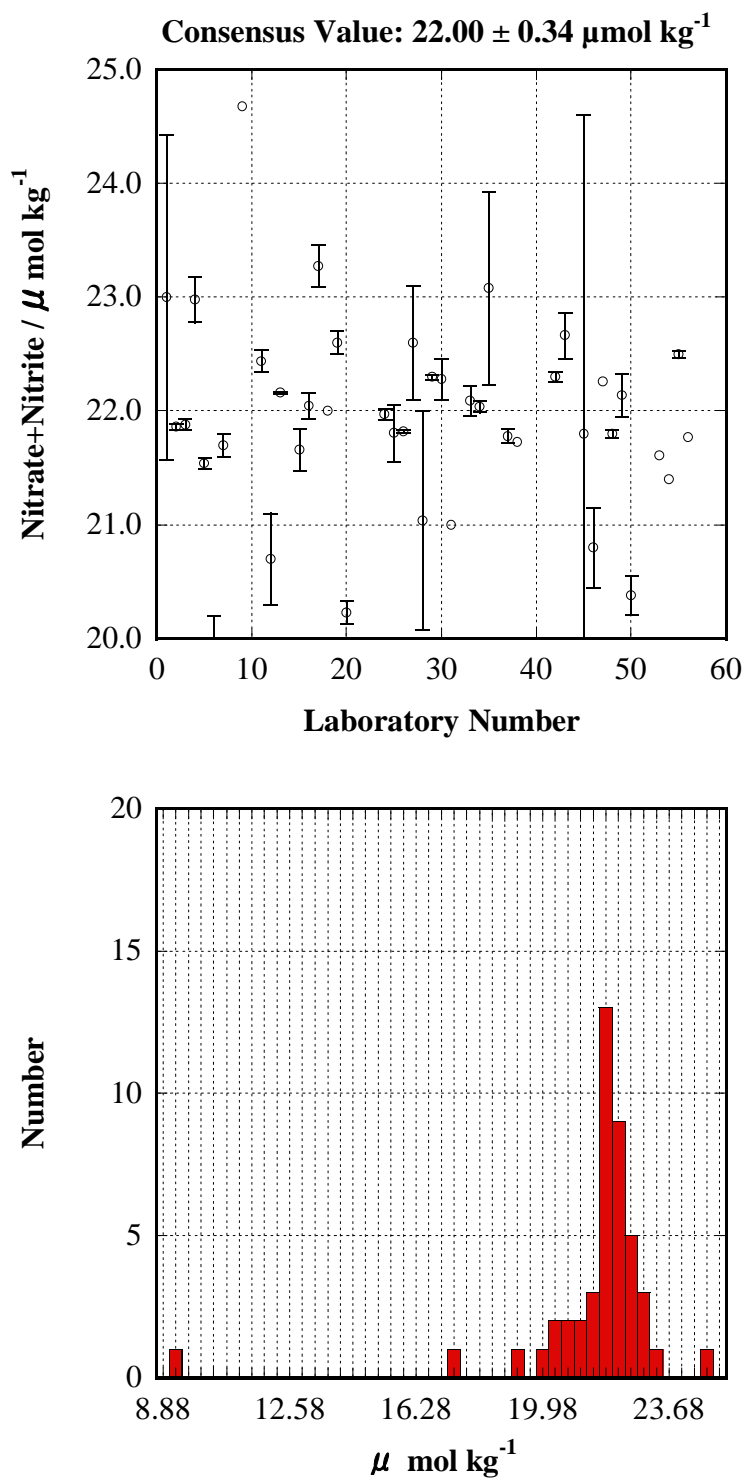 Consensus Value: 22.00 ± 0.34 µmol kg⁻¹
Nitrate+Nitrite / µ mol kg⁻¹
25.0
24.0
23.0
22.0
21.0
20.0
0 10 20 30 40 50 60
Laboratory Number
Number
20
15
10
5
0
8.88 12.58 16.28 19.98 23.68
µ mol kg⁻¹